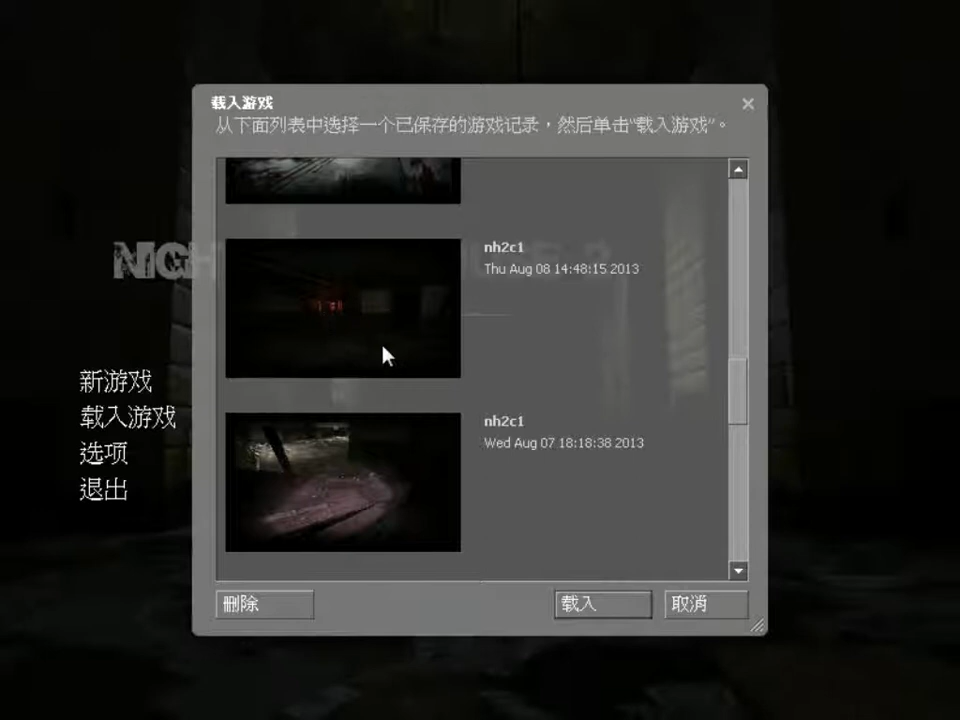 载入游戏
从下面列表中选择一个已保存的游戏记录，然后单击“载入游戏”。
nh2c1
Thu Aug 08 14:48:15 2013
新游戏
载入游戏
选项
退出
nh2c1
Wed Aug 07 18:18:38 2013
删除
载入
取消